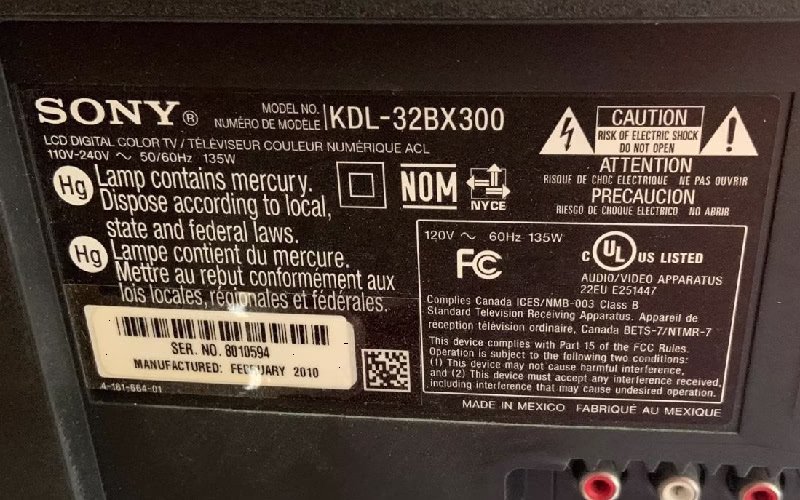 SONY® MODEL NO. NUMÉRO DE MODÈLE KDL-32BX300
LCD DIGITAL COLOR TV / TÉLÉVISEUR COULEUR NUMÉRIQUE ACL
110V-240V ~ 50/60Hz 135W
Hg Lamp contains mercury.
Dispose according to local,
state and federal laws.
Hg Lampe contient du mercure.
Mettre au rebut conformément aux
lois locales, régionales et fédérales.
NOM
NYCE
CAUTION
RISK OF ELECTRIC SHOCK
DO NOT OPEN
ATTENTION
RISQUE DE CHOC ELECTRIQUE NE PAS OUVRIR
PRECAUCION
RIESGO DE CHOQUE ELECTRICO NO ABRIR
120V ~ 60Hz 135W
FC
C UL US LISTED
AUDIO/VIDEO APPARATUS
22EU E251447
Complies Canada ICES/NMB-003 Class B
Standard Television Receiving Apparatus. Appareil de
reception télévision ordinaire, Canada BETS-7/NTMR-7
This device complies with Part 15 of the FCC Rules.
Operation is subject to the following two conditions:
(1) This device may not cause harmful interference,
and (2) This device must accept any interference received,
including interference that may cause undesired operation.
SER. NO. 8010594
MANUFACTURED: FEBRUARY 2010
4-181-664-01
MADE IN MEXICO FABRIQUÉ AU MEXIQUE